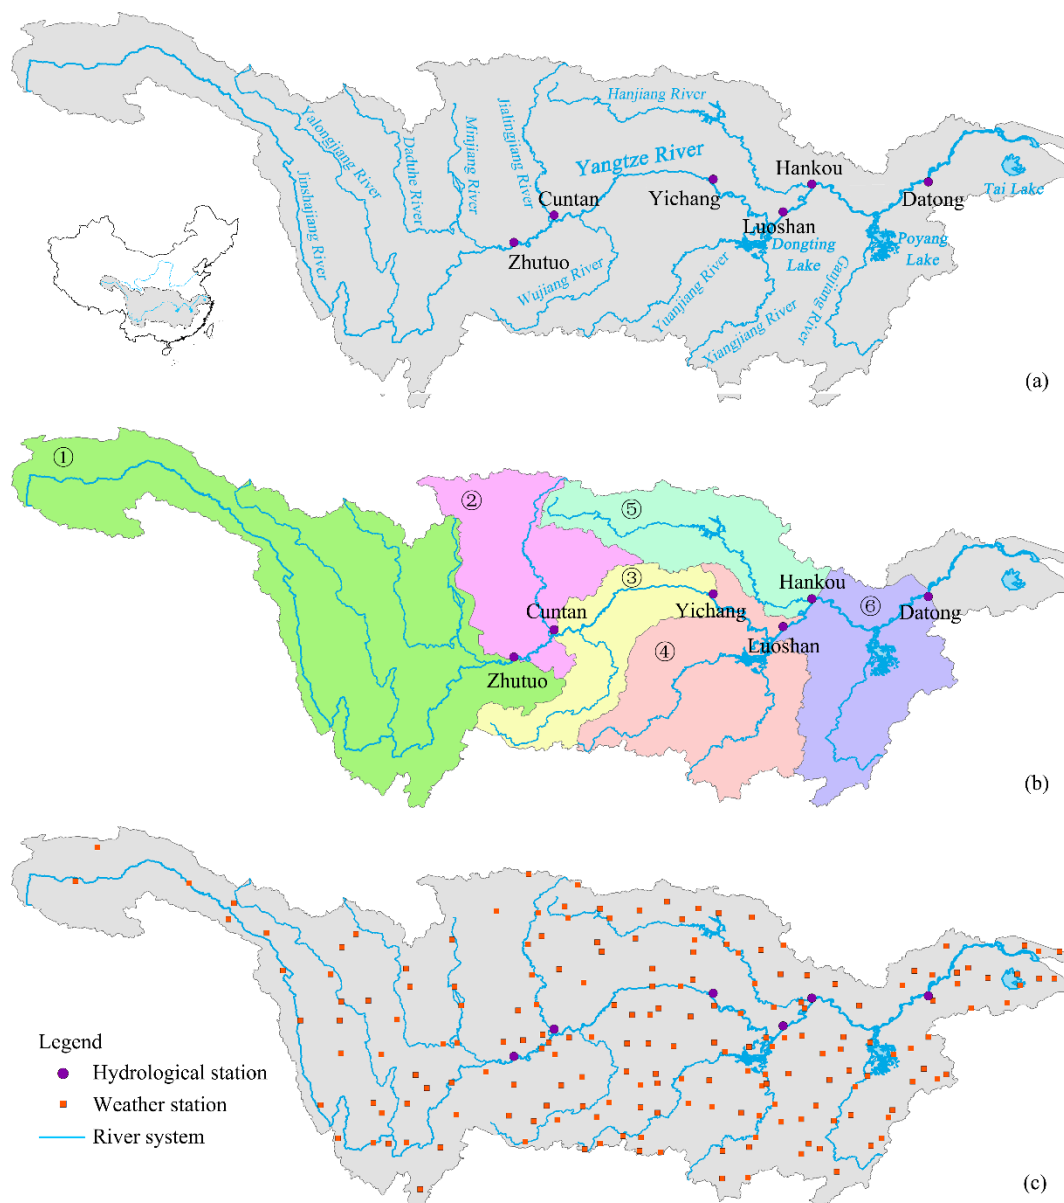 Hanjiang River
Yalongjiang River
Daduhe River
Minjiang River
Jialingjiang River
Yangtze River
Hankou
Jinshajiang River
Cuntan
Yichang
Datong
Tai Lake
Luoshan
Zhutuo
Dongting
Lake
Poyang
Lake
Wujiang River
Yuanjiang River
Xiangjiang River
Ganjiang River
(a)
①
②
⑤
③
Hankou
⑥
Cuntan
Yichang
Datong
④
Luoshan
Zhutuo
(b)
Legend
Hydrological station
Weather station
River system
(c)